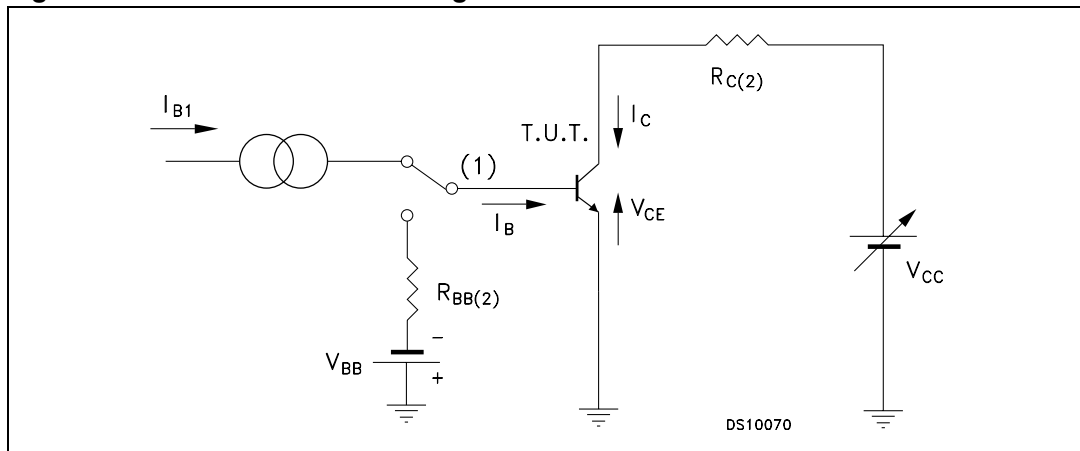 R_C(2)
I_B1
I_C
T.U.T.
(1)
V_CE
I_B
V_CC
R_BB(2)
−
V_BB
+
DS10070